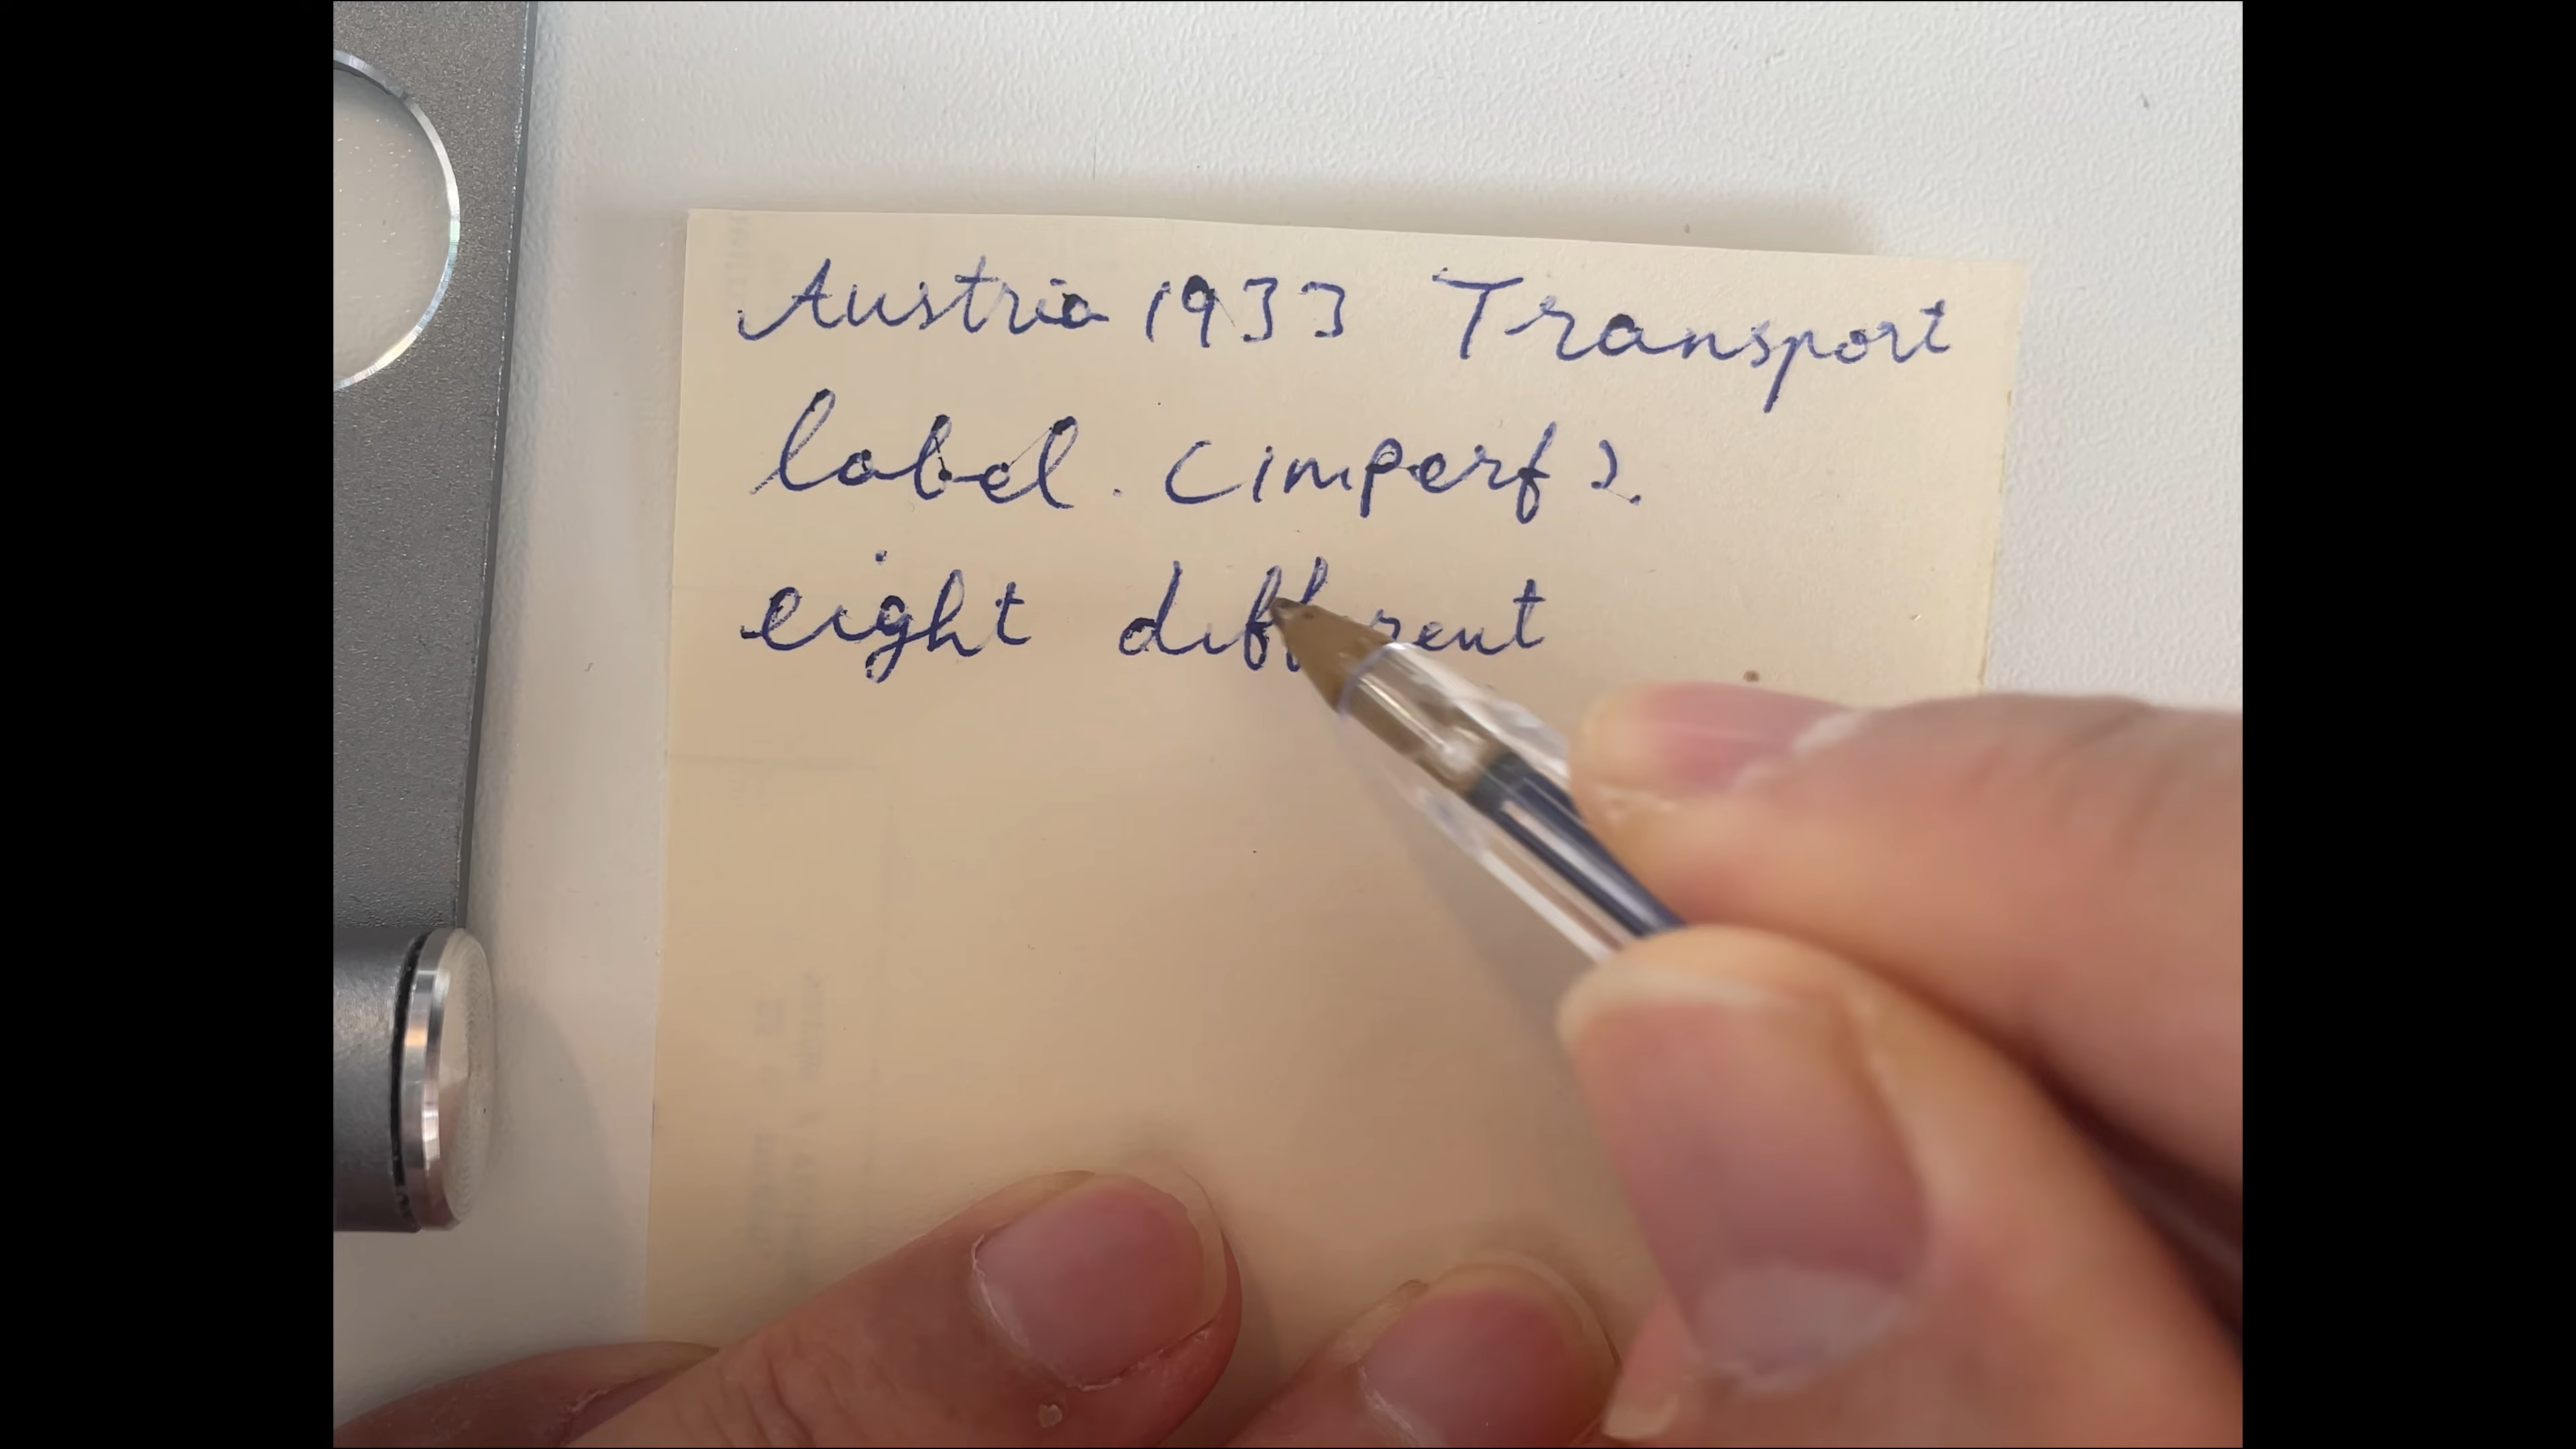 Austria 1933 Transport
label. (imperf).
eight different